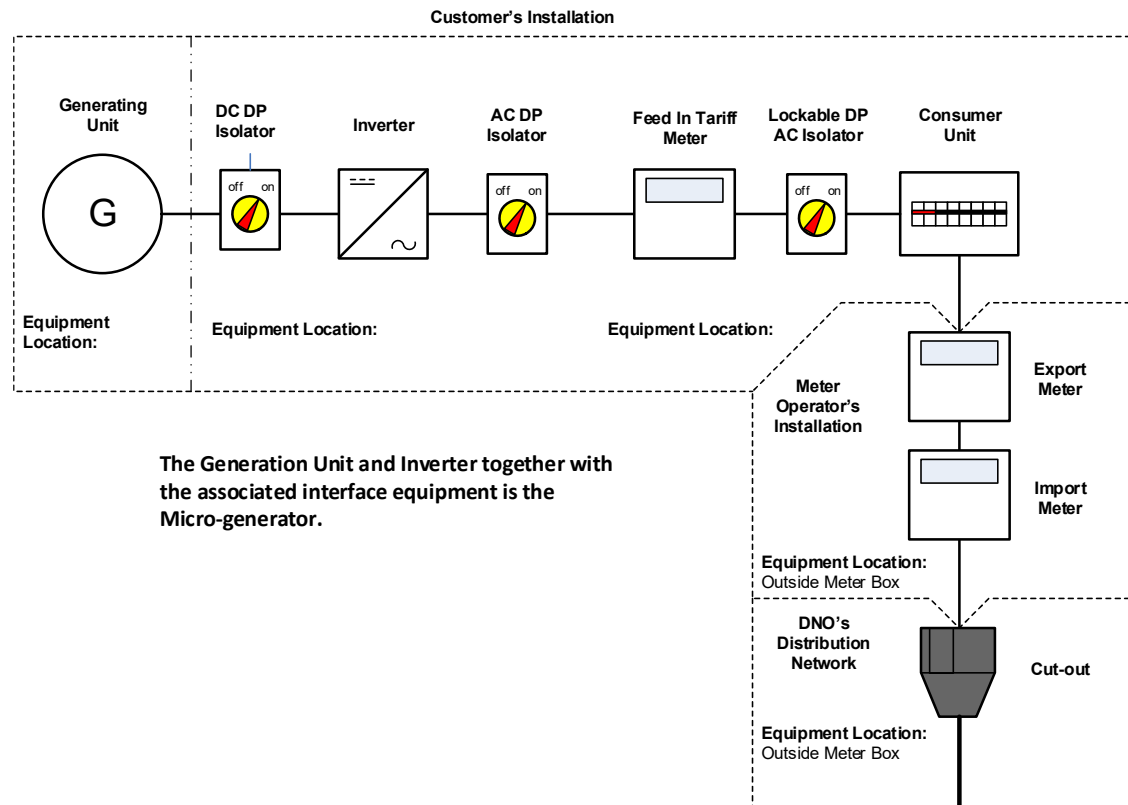 Customer's Installation
Generating
Unit
DC DP
Isolator
Inverter
AC DP
Isolator
Feed In Tariff
Meter
Lockable DP
AC Isolator
Consumer
Unit
G
off on
off on
off on
Equipment
Location:
Equipment Location:
Equipment Location:
Meter
Operator's
Installation
Export
Meter
Import
Meter
The Generation Unit and Inverter together with
the associated interface equipment is the
Micro-generator.
Equipment Location:
Outside Meter Box
DNO's
Distribution
Network
Cut-out
Equipment Location:
Outside Meter Box